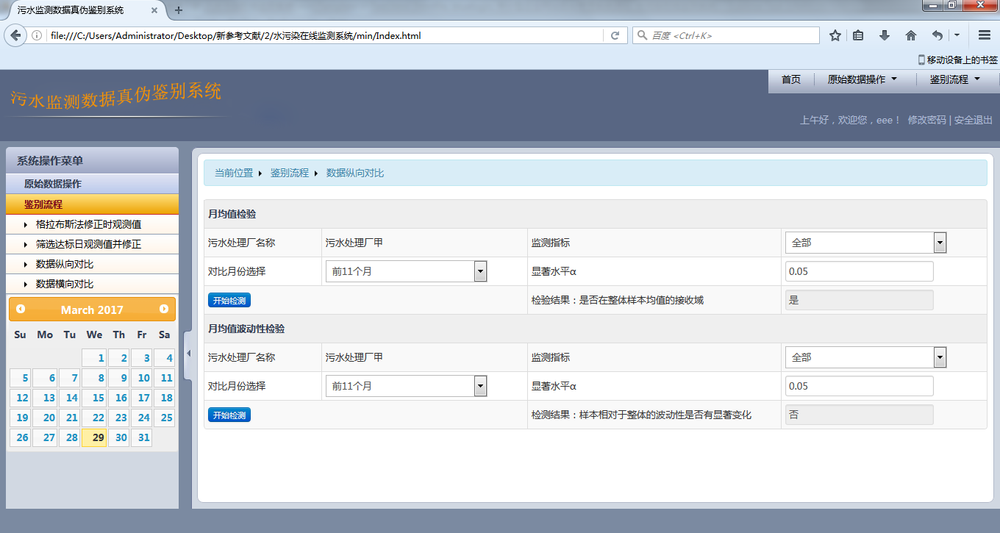 污水监测数据真伪鉴别系统
file:///C:/Users/Administrator/Desktop/新参考文献/2/水污染在线监测系统/min/Index.html
百度 <Ctrl+K>
移动设备上的书签
污水监测数据真伪鉴别系统
首页 原始数据操作 鉴别流程
上午好，欢迎您，eee！ 修改密码 | 安全退出
系统操作菜单
原始数据操作
鉴别流程
格拉布斯法修正时观测值
筛选达标日观测值并修正
数据纵向对比
数据横向对比
March 2017
Su Mo Tu We Th Fr Sa
1 2 3 4
5 6 7 8 9 10 11
12 13 14 15 16 17 18
19 20 21 22 23 24 25
26 27 28 29 30 31
当前位置 鉴别流程 数据纵向对比
月均值检验
污水处理厂名称 污水处理厂甲 监测指标 全部
对比月份选择 前11个月 显著水平α 0.05
开始检测 检验结果：是否在整体样本均值的接收域 是
月均值波动性检验
污水处理厂名称 污水处理厂甲 监测指标 全部
对比月份选择 前11个月 显著水平α 0.05
开始检测 检测结果：样本相对于整体的波动性是否有显著变化 否